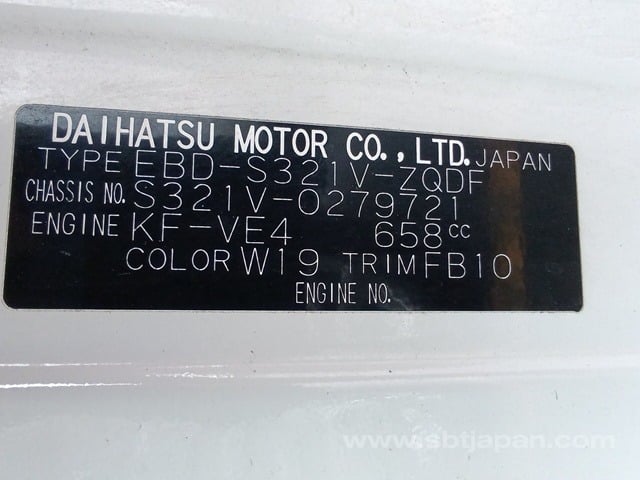 DAIHATSU MOTOR CO., LTD. JAPAN
TYPE EBD-S321V-ZQDF
CHASSIS NO. S321V-0279721
ENGINE KF-VE4 658cc
COLOR W19 TRIM FB10
ENGINE NO.
www.sbtjapan.com